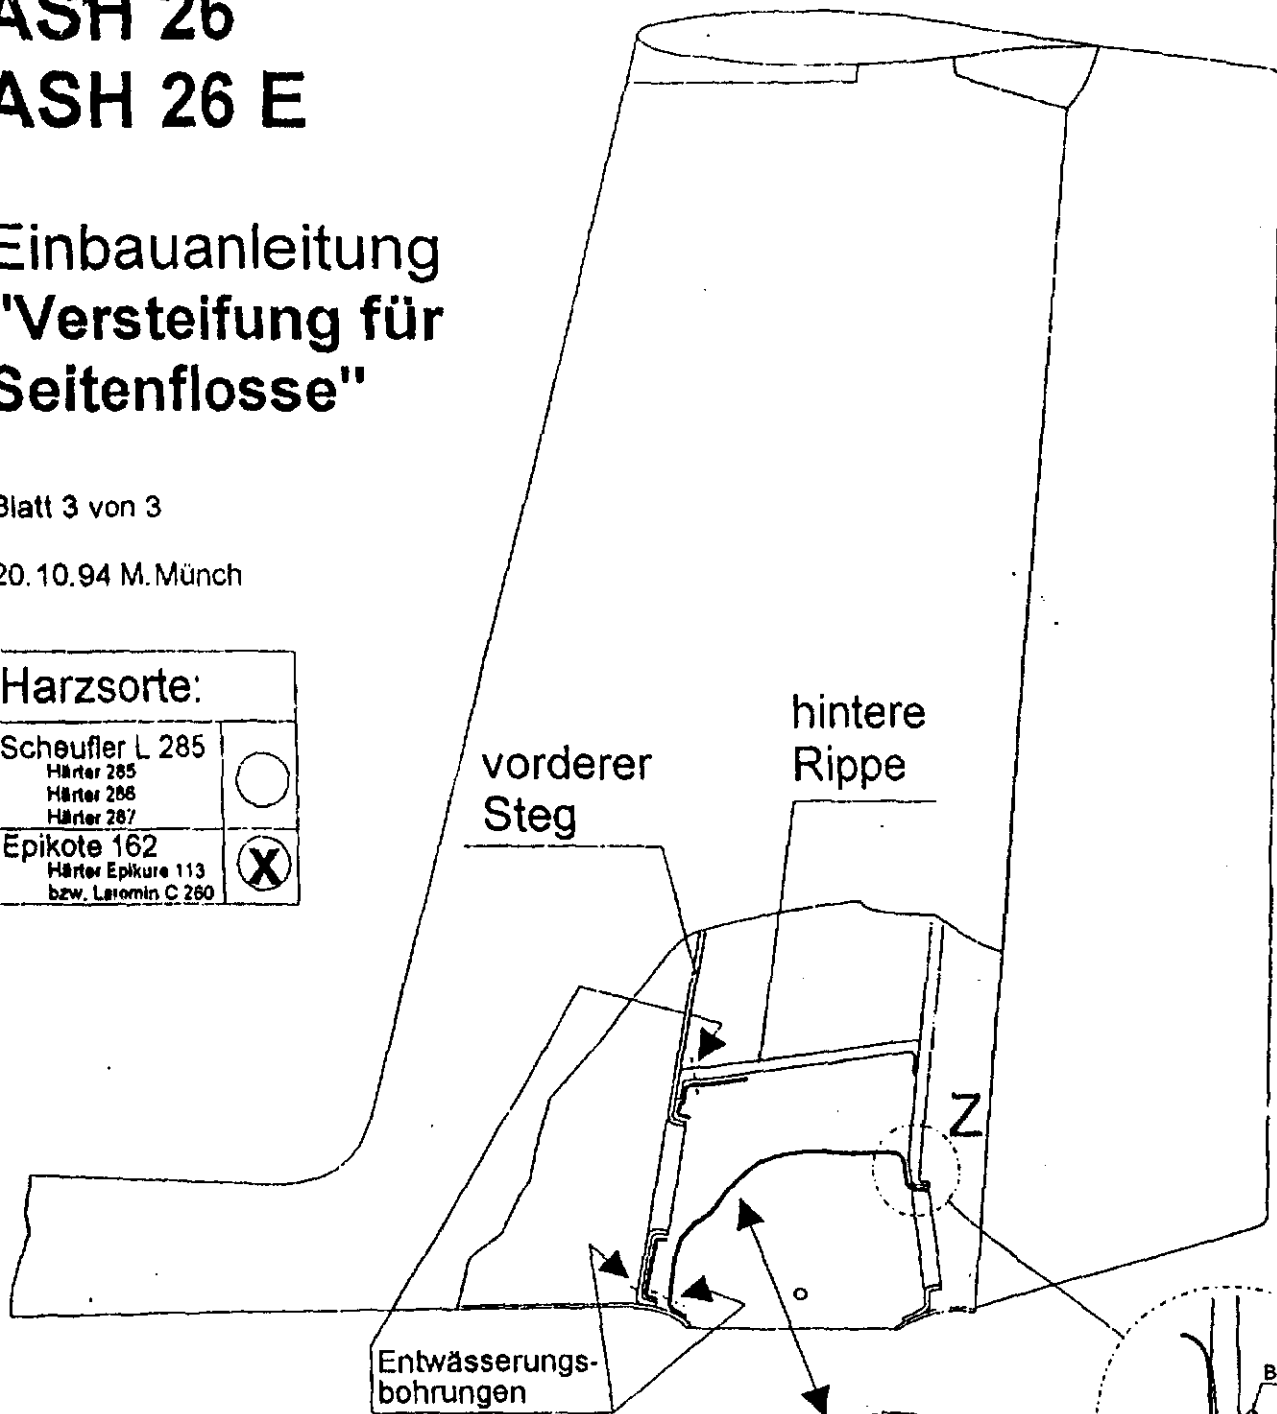 ASH 26
ASH 26 E
Einbauanleitung
"Versteifung für
Seitenflosse"
Blatt 3 von 3
20.10.94 M.Münch
Harzsorte:
Scheufler L 285
Härter 285
Härter 286
Härter 287
Epikote 162
Härter Epikure 113
bzw. Laromin C 260
X
vorderer
Steg
hintere
Rippe
Z
Entwässerungs-
bohrungen
B